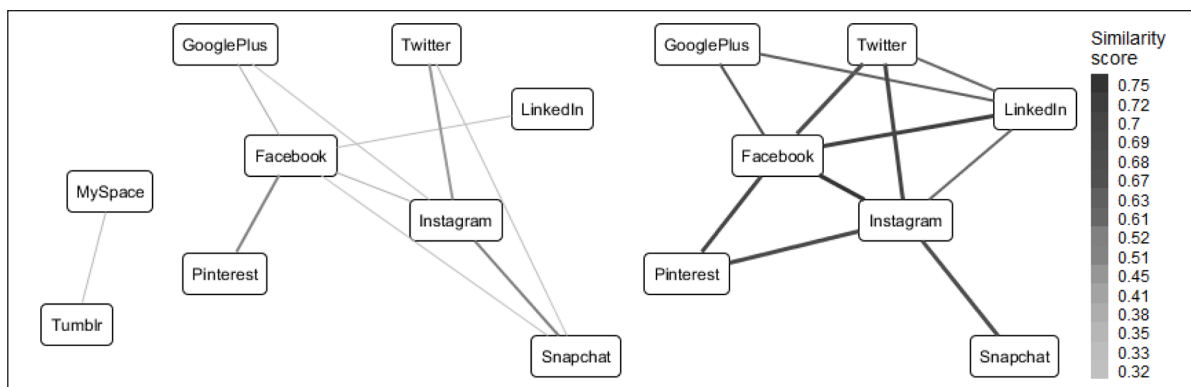 GooglePlus
Twitter
LinkedIn
Facebook
MySpace
Instagram
Pinterest
Tumblr
Snapchat
GooglePlus
Twitter
LinkedIn
Facebook
Instagram
Pinterest
Snapchat
Similarity
score
0.75
0.72
0.7
0.69
0.68
0.67
0.63
0.61
0.52
0.51
0.45
0.41
0.38
0.35
0.33
0.32